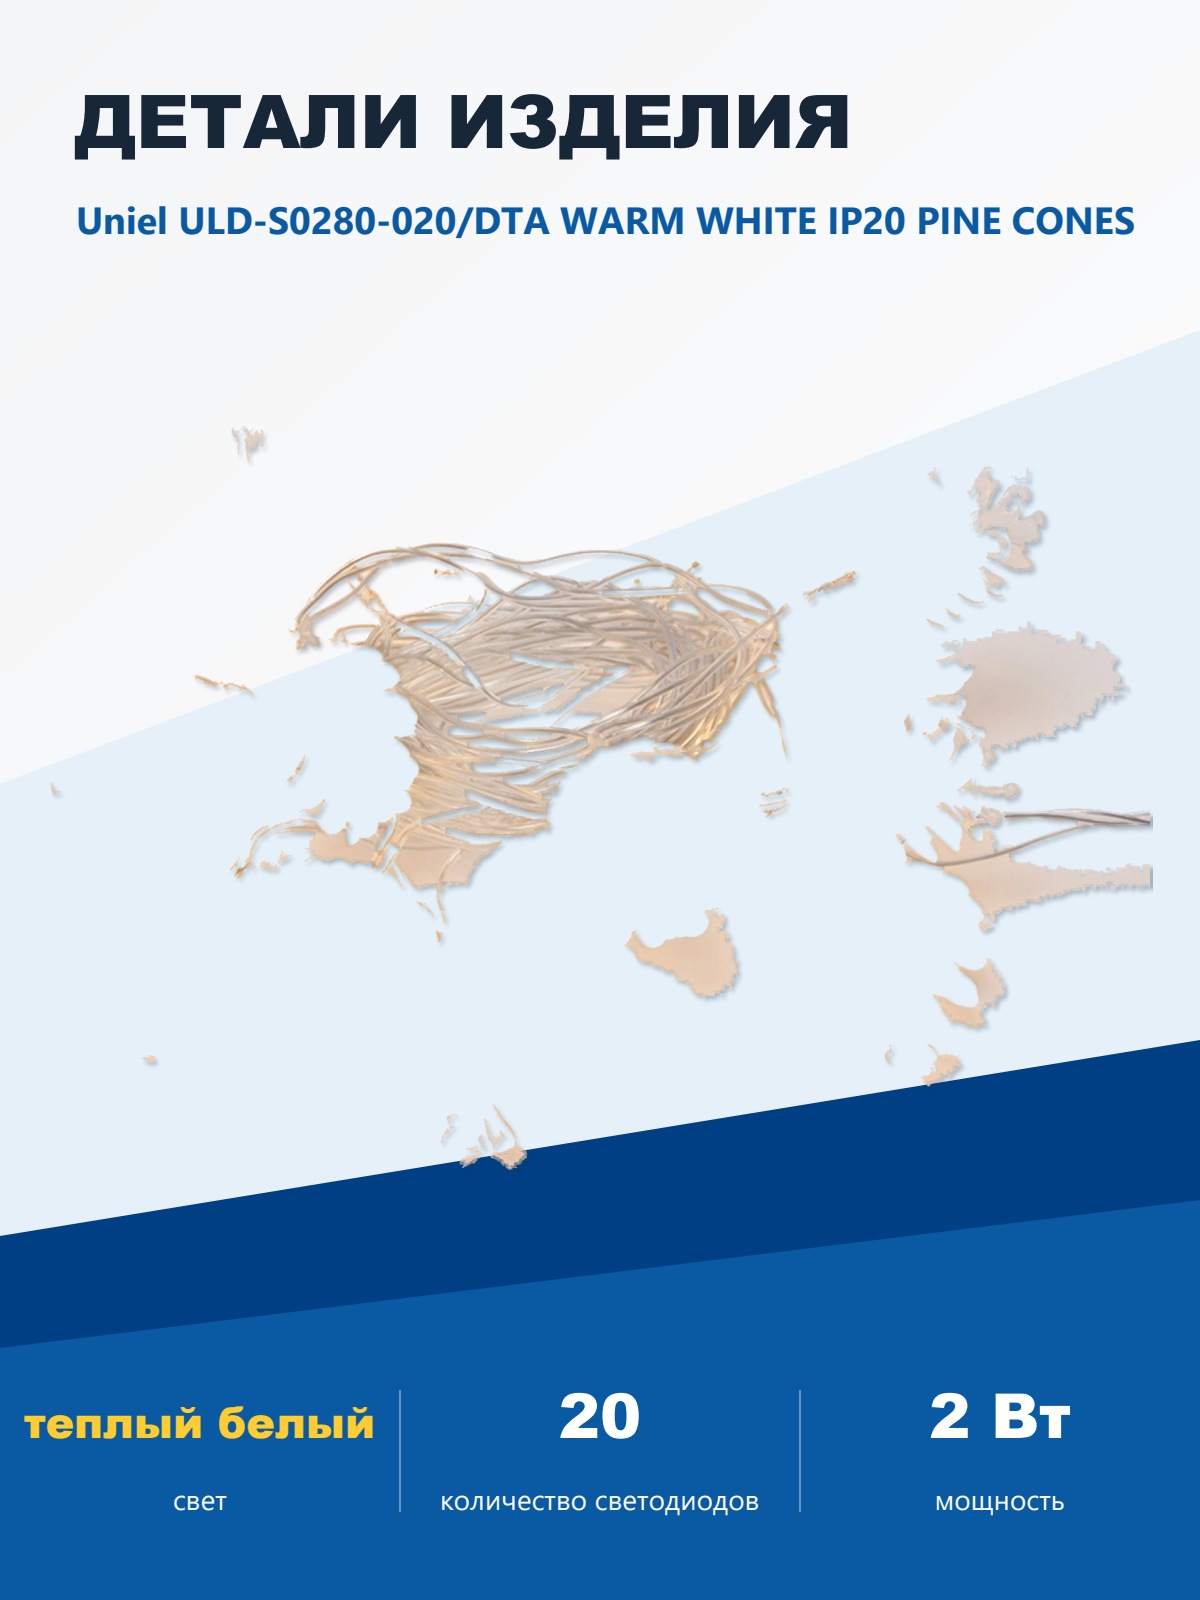 ДЕТАЛИ ИЗДЕЛИЯ
Uniel ULD-S0280-020/DTA WARM WHITE IP20 PINE CONES
теплый белый
свет
20
количество светодиодов
2 Вт
мощность